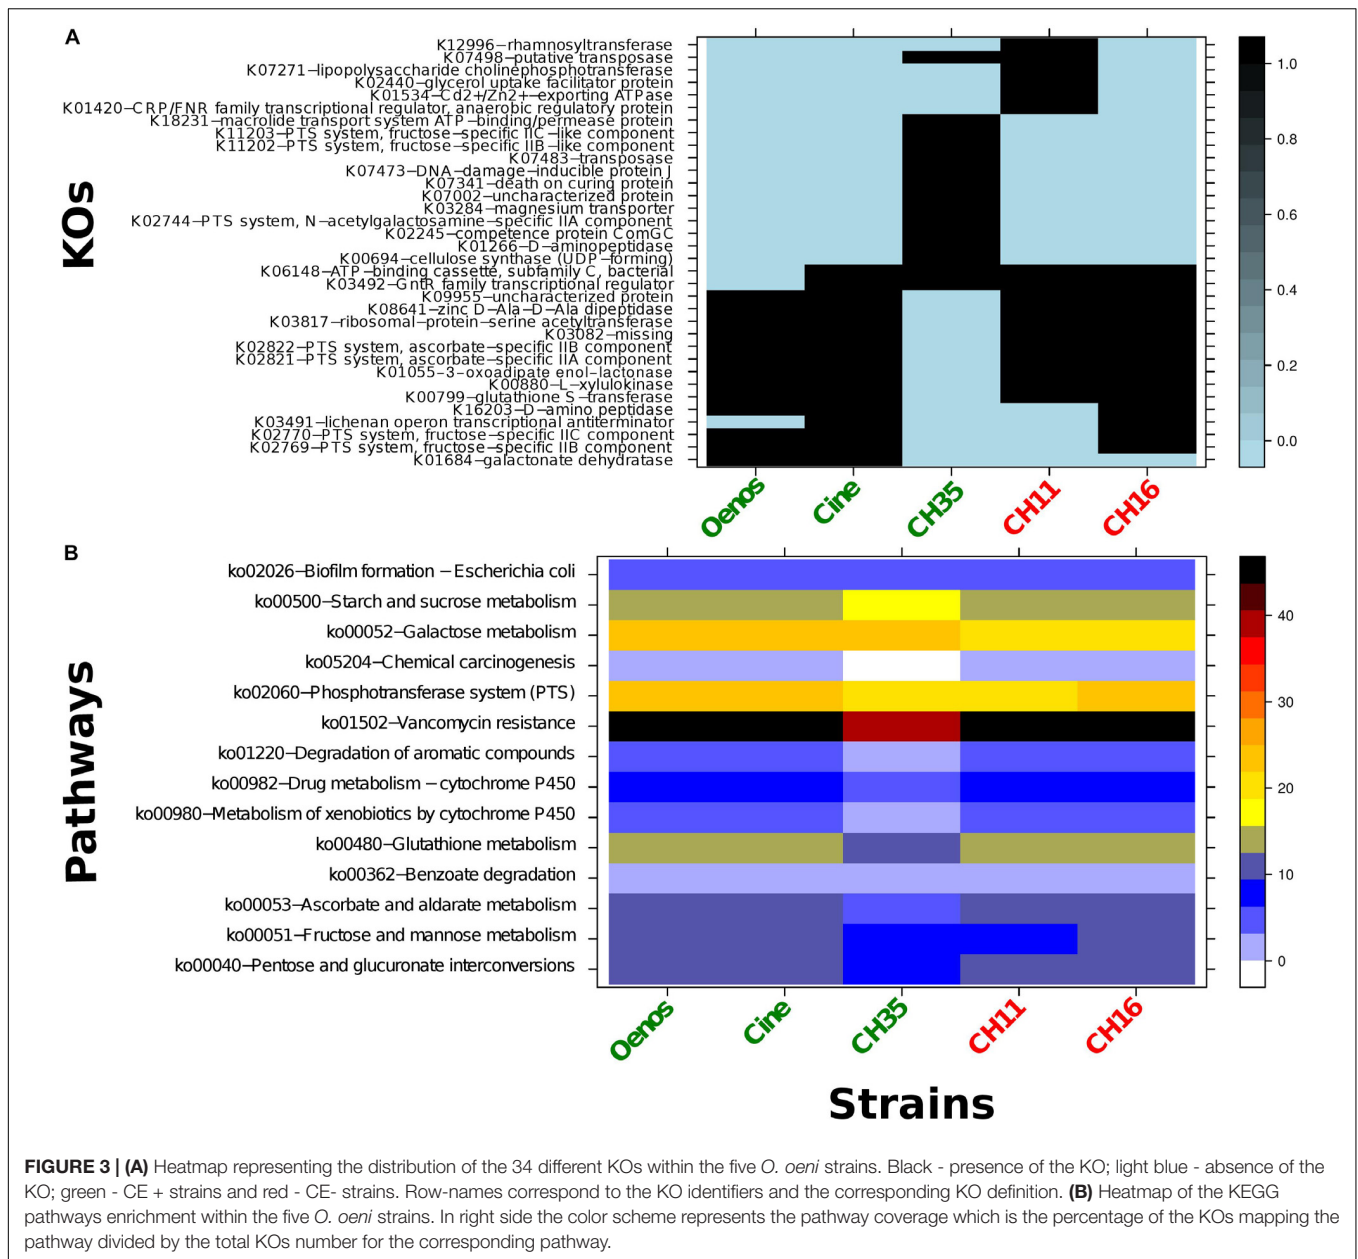 A
KOs
K12996−rhamnosyltransferase
K07498−putative transposase
K07271−lipopolysaccharide cholinephosphotransferase
K02440−glycerol uptake facilitator protein
K01534−Cd2+/Zn2+−exporting ATPase
K01420−CRP/FNR family transcriptional regulator, anaerobic regulatory protein
K18231−macrolide transport system ATP−binding/permease protein
K11203−PTS system, fructose−specific IIC−like component
K11202−PTS system, fructose−specific IIB−like component
K07483−transposase
K07473−DNA−damage−inducible protein J
K07341−death on curing protein
K07002−uncharacterized protein
K03284−magnesium transporter
K02744−PTS system, N−acetylgalactosamine−specific IIA component
K02245−competence protein ComGC
K01266−D−aminopeptidase
K00694−cellulose synthase (UDP−forming)
K06148−ATP−binding cassette, subfamily C, bacterial
K03492−GntR family transcriptional regulator
K09955−uncharacterized protein
K08641−zinc D−Ala−D−Ala dipeptidase
K03817−ribosomal−protein−serine acetyltransferase
K03082−missing
K02822−PTS system, ascorbate−specific IIB component
K02821−PTS system, ascorbate−specific IIA component
K01055-3-oxoadipate enol-lactonase
K00880−L−xylulokinase
K00799−glutathione S−transferase
K16203−D−amino peptidase
K03491−lichenan operon transcriptional antiterminator
K02770−PTS system, fructose−specific IIC component
K02769−PTS system, fructose−specific IIB component
K01684−galactonate dehydratase
1.0
0.8
0.6
0.4
0.2
0.0
Oenos
Cine
CH35
CH11
CH16
B
Pathways
ko02026−Biofilm formation − Escherichia coli
ko00500−Starch and sucrose metabolism
ko00052−Galactose metabolism
ko05204−Chemical carcinogenesis
ko02060−Phosphotransferase system (PTS)
ko01502−Vancomycin resistance
ko01220−Degradation of aromatic compounds
ko00982−Drug metabolism − cytochrome P450
ko00980−Metabolism of xenobiotics by cytochrome P450
ko00480−Glutathione metabolism
ko00362−Benzoate degradation
ko00053−Ascorbate and aldarate metabolism
ko00051−Fructose and mannose metabolism
ko00040−Pentose and glucuronate interconversions
40
30
20
10
0
Oenos
Cine
CH35
CH11
CH16
Strains
FIGURE 3 | (A) Heatmap representing the distribution of the 34 different KOs within the five O. oeni strains. Black - presence of the KO; light blue - absence of the
KO; green - CE + strains and red - CE- strains. Row-names correspond to the KO identifiers and the corresponding KO definition. (B) Heatmap of the KEGG
pathways enrichment within the five O. oeni strains. In right side the color scheme represents the pathway coverage which is the percentage of the KOs mapping the
pathway divided by the total KOs number for the corresponding pathway.